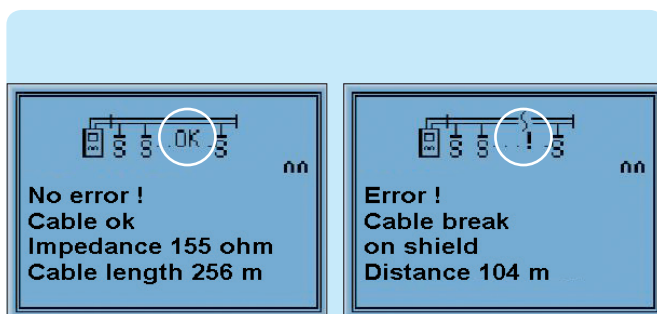 OK
No error !
Cable ok
Impedance 155 ohm
Cable length 256 m
!
Error !
Cable break
on shield
Distance 104 m